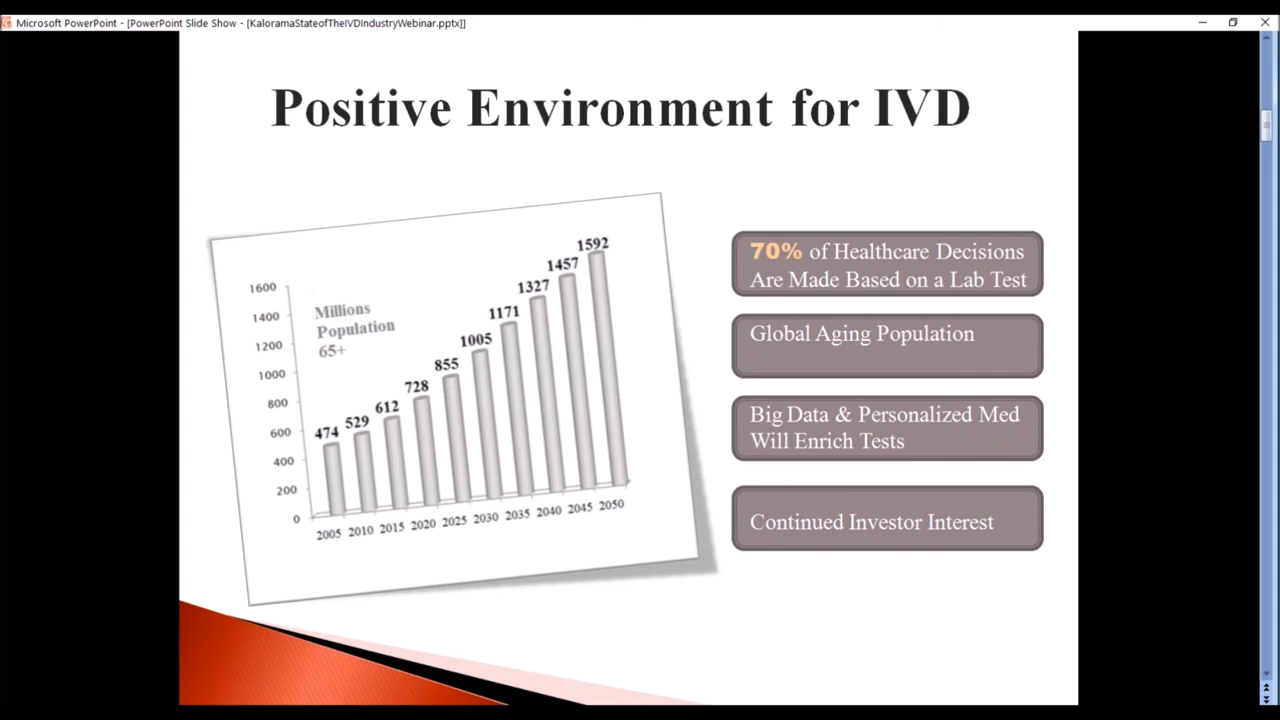 Microsoft PowerPoint - [PowerPoint Slide Show - [KaloramaStateofTheIVDIndustryWebinar.pptx]]
Positive Environment for IVD
Millions
Population
65+
1600
1400
1200
1000
800
600
400
200
0
474
529
612
728
855
1005
1171
1327
1457
1592
2005 2010 2015 2020 2025 2030 2035 2040 2045 2050
70% of Healthcare Decisions
Are Made Based on a Lab Test
Global Aging Population
Big Data & Personalized Med
Will Enrich Tests
Continued Investor Interest